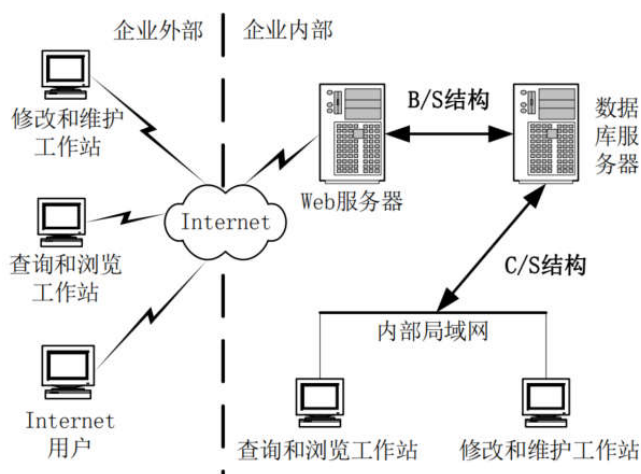 企业外部
企业内部
修改和维护
工作站
查询和浏览
工作站
Internet
用户
Internet
Web服务器
B/S结构
数据
库服
务器
C/S结构
内部局域网
查询和浏览工作站
修改和维护工作站